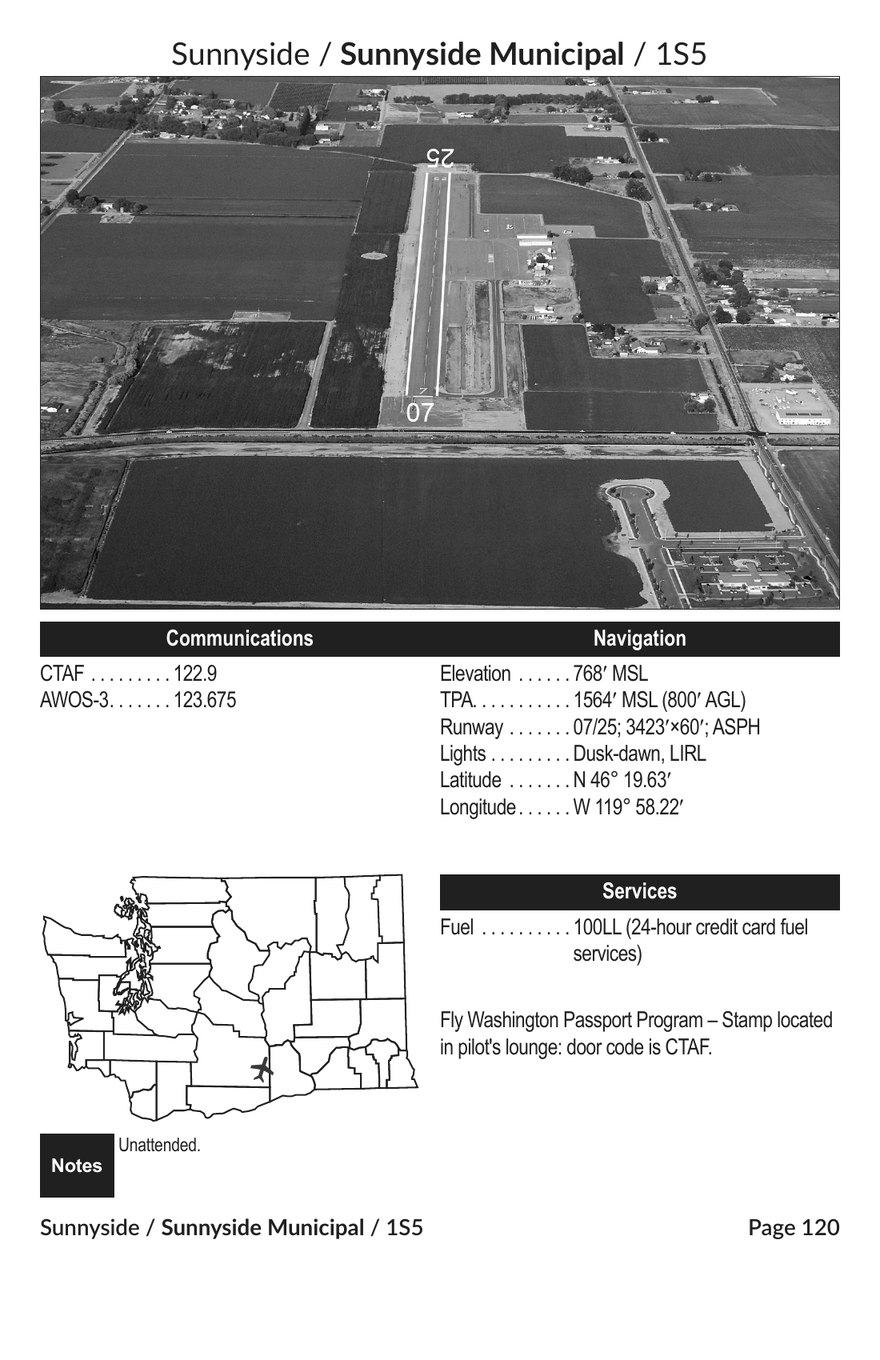 Sunnyside / Sunnyside Municipal / 1S5
25
07
Communications
CTAF . . . . . . . . . 122.9
AWOS-3. . . . . . . 123.675
Navigation
Elevation . . . . . . 768′ MSL
TPA. . . . . . . . . . . 1564′ MSL (800′ AGL)
Runway . . . . . . . 07/25; 3423′×60′; ASPH
Lights . . . . . . . . . Dusk-dawn, LIRL
Latitude . . . . . . . N 46° 19.63′
Longitude . . . . . . W 119° 58.22′
Services
Fuel . . . . . . . . . . 100LL (24-hour credit card fuel
services)
Fly Washington Passport Program – Stamp located
in pilot's lounge: door code is CTAF.
Notes
Unattended.
Sunnyside / Sunnyside Municipal / 1S5
Page 120